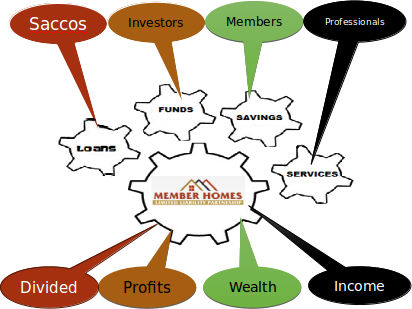 Saccos
Investors
Members
Professionals
FUNDS
SAVINGS
Loans
SERVICES
MEMBER HOMES
LIMITED LIABILITY PARTNERSHIP
Divided
Profits
Wealth
Income